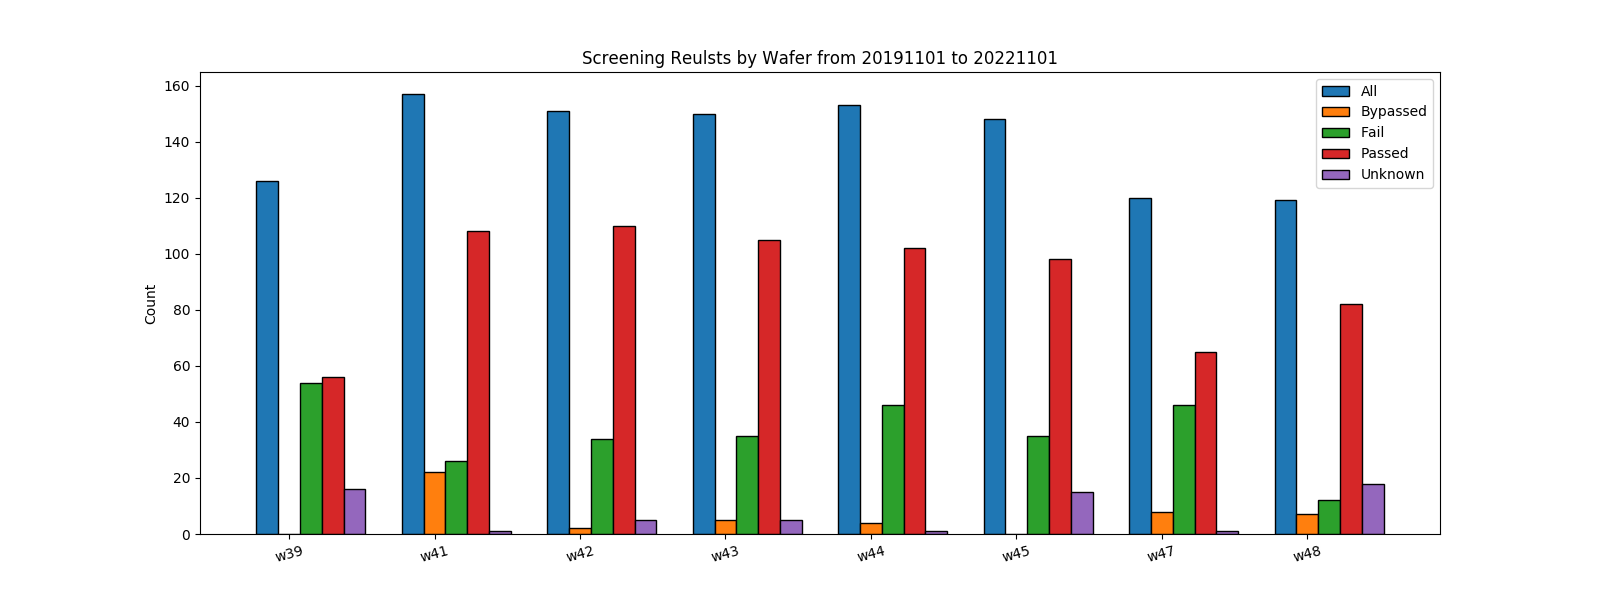 Screening Reulsts by Wafer from 20191101 to 20221101
160
140
120
100
80
60
40
20
0
Count
All
Bypassed
Fail
Passed
Unknown
w39
w41
w42
w43
w44
w45
w47
w48